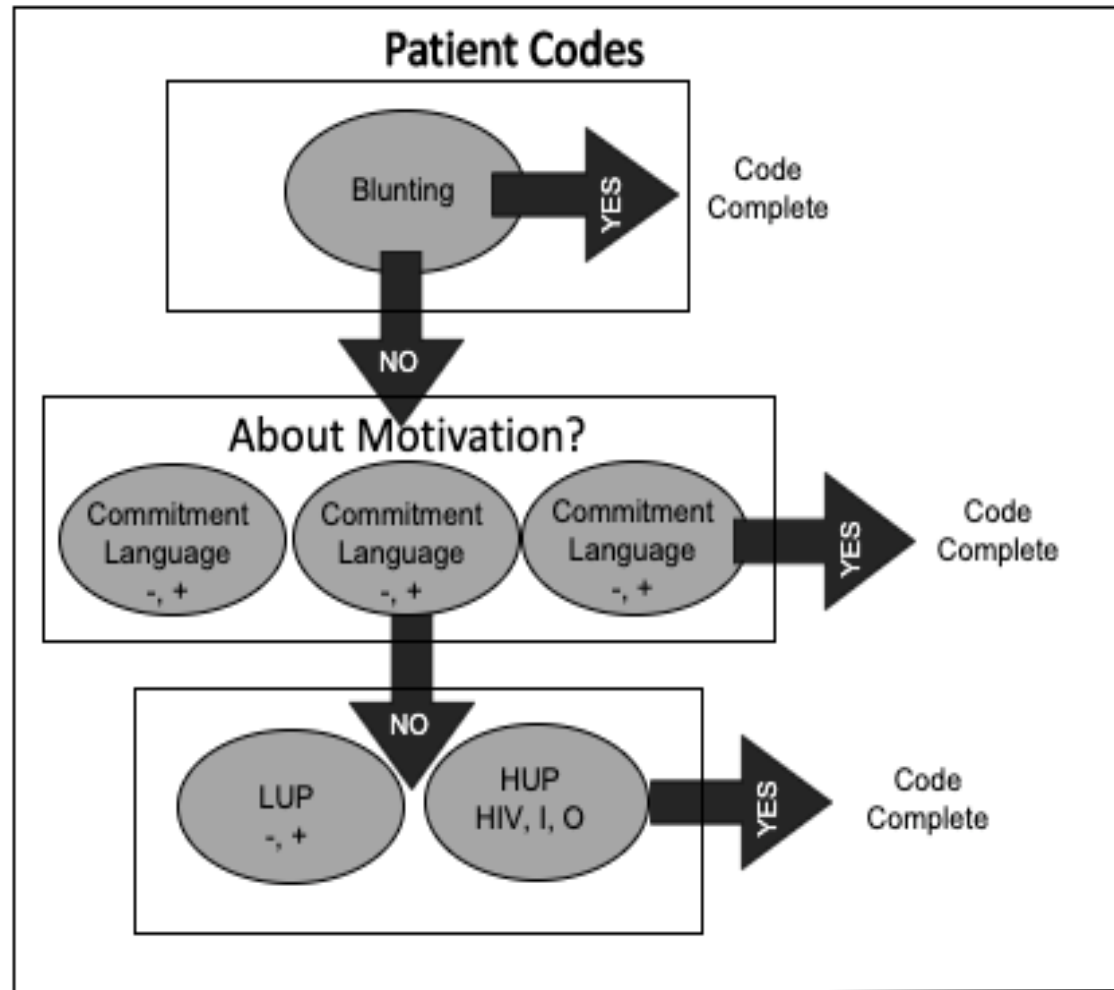 Patient Codes
Blunting
YES
Code
Complete
NO
About Motivation?
Commitment
Language
-, +
Commitment
Language
-, +
Commitment
Language
-, +
YES
Code
Complete
NO
LUP
-, +
HUP
HIV, I, O
YES
Code
Complete